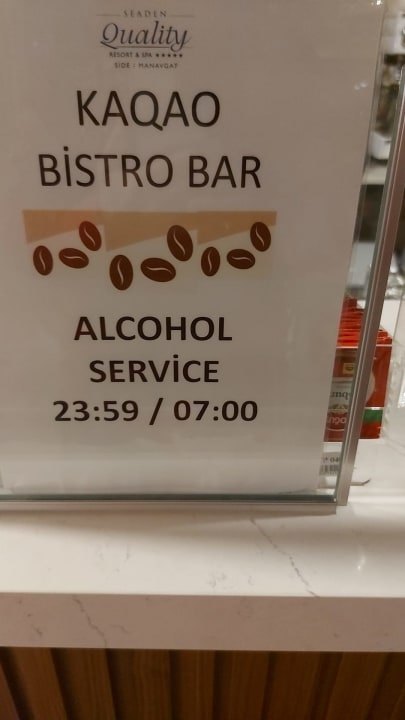 SEADEN
Quality
RESORT & SPA ★★★★★
SİDE / MANAVGAT
KAQAO
BİSTRO BAR
ALCOHOL
SERVİCE
23:59 / 07:00